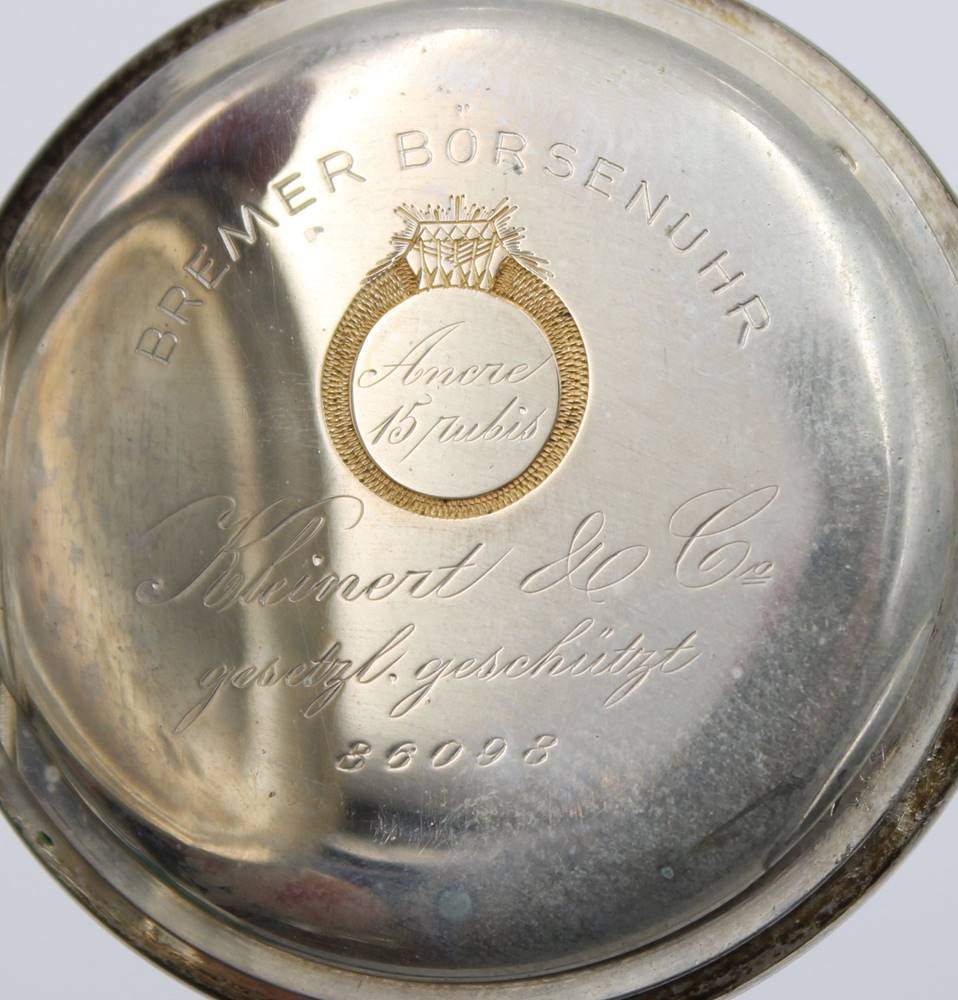 BREMER BÖRSENUHR
Ancre
15 rubis
Kleinert & Co
gesetzl. geschützt
86098